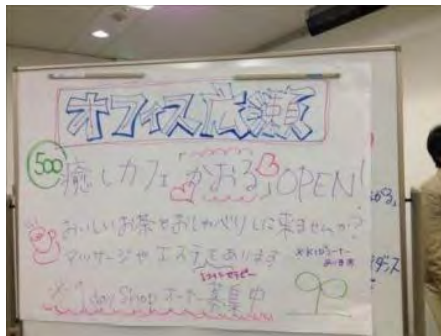 オフィス広瀬
500
癒しカフェ「かおる」OPEN!
おいしいお茶とおしゃべりしに来ませんか?
マッサージやエステもあります
1day Shop オーナー募集中